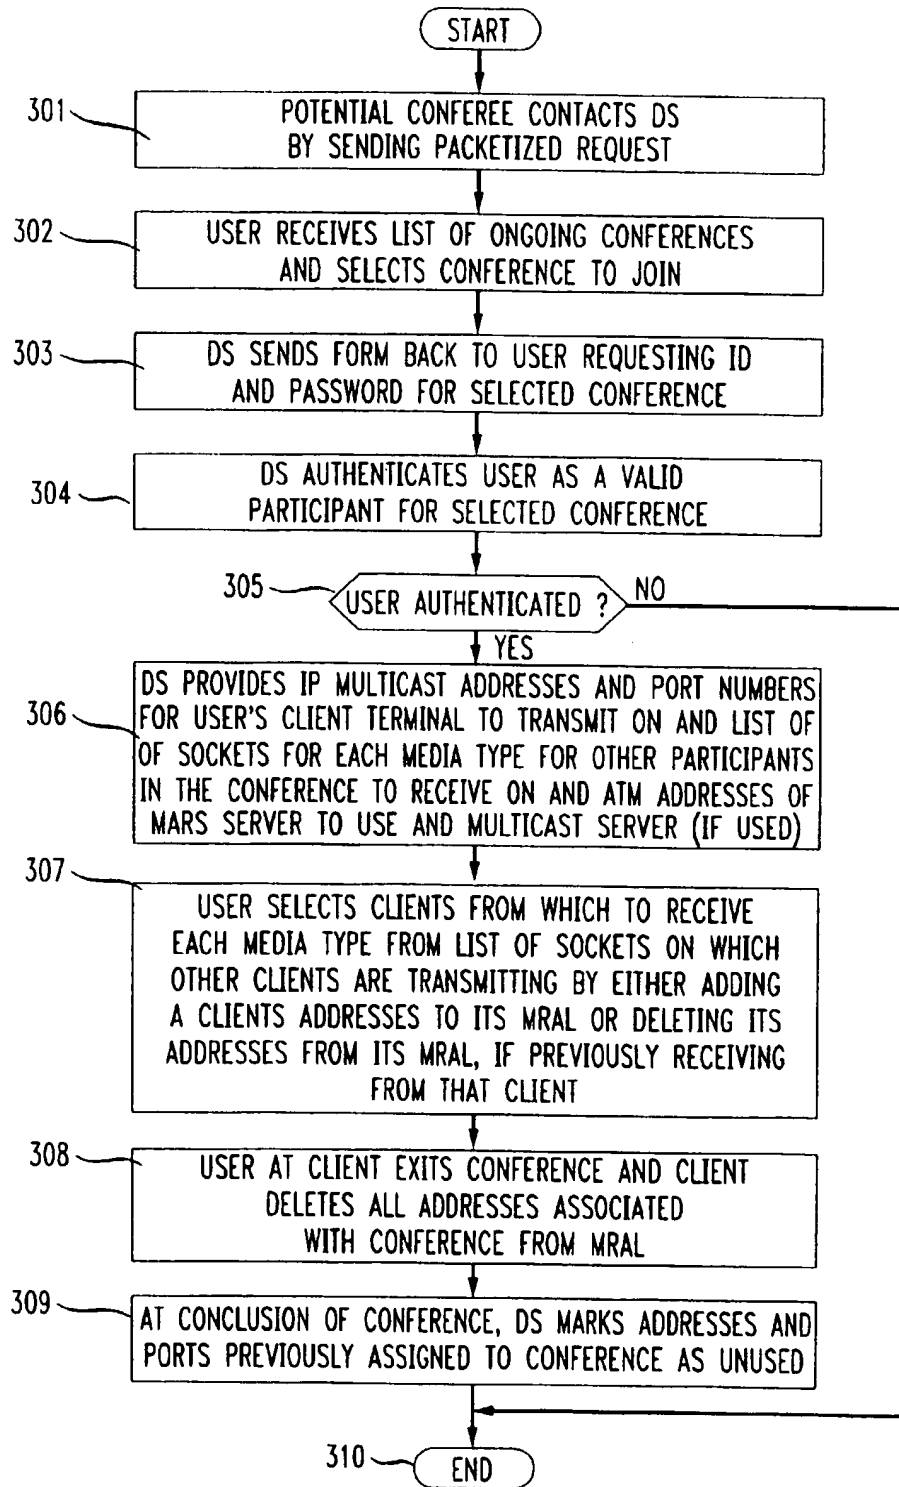 START
301
POTENTIAL CONFEREE CONTACTS DS
BY SENDING PACKETIZED REQUEST
302
USER RECEIVES LIST OF ONGOING CONFERENCES
AND SELECTS CONFERENCE TO JOIN
303
DS SENDS FORM BACK TO USER REQUESTING ID
AND PASSWORD FOR SELECTED CONFERENCE
304
DS AUTHENTICATES USER AS A VALID
PARTICIPANT FOR SELECTED CONFERENCE
305
USER AUTHENTICATED ?
NO
YES
306
DS PROVIDES IP MULTICAST ADDRESSES AND PORT NUMBERS
FOR USER'S CLIENT TERMINAL TO TRANSMIT ON AND LIST OF
OF SOCKETS FOR EACH MEDIA TYPE FOR OTHER PARTICIPANTS
IN THE CONFERENCE TO RECEIVE ON AND ATM ADDRESSES OF
MARS SERVER TO USE AND MULTICAST SERVER (IF USED)
307
USER SELECTS CLIENTS FROM WHICH TO RECEIVE
EACH MEDIA TYPE FROM LIST OF SOCKETS ON WHICH
OTHER CLIENTS ARE TRANSMITTING BY EITHER ADDING
A CLIENTS ADDRESSES TO ITS MRAL OR DELETING ITS
ADDRESSES FROM ITS MRAL, IF PREVIOUSLY RECEIVING
FROM THAT CLIENT
308
USER AT CLIENT EXITS CONFERENCE AND CLIENT
DELETES ALL ADDRESSES ASSOCIATED
WITH CONFERENCE FROM MRAL
309
AT CONCLUSION OF CONFERENCE, DS MARKS ADDRESSES AND
PORTS PREVIOUSLY ASSIGNED TO CONFERENCE AS UNUSED
310
END